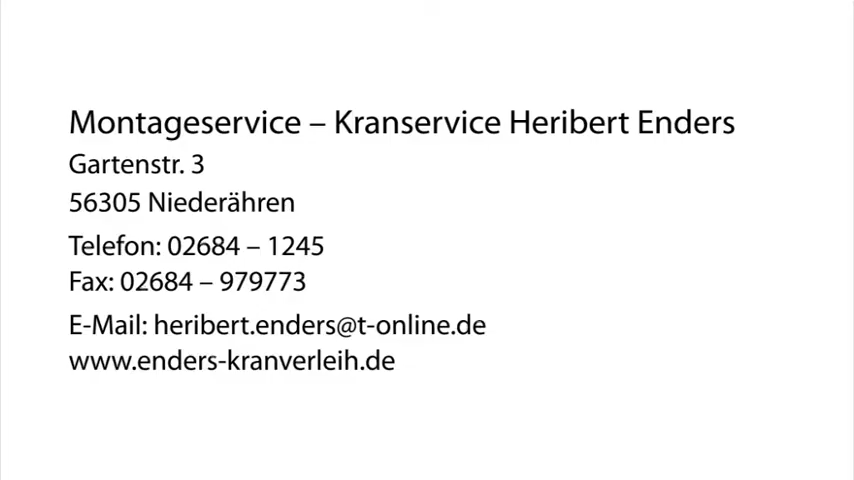 Montageservice – Kranservice Heribert Enders
Gartenstr. 3
56305 Niederähren
Telefon: 02684 – 1245
Fax: 02684 – 979773
E-Mail: heribert.enders@t-online.de
www.enders-kranverleih.de